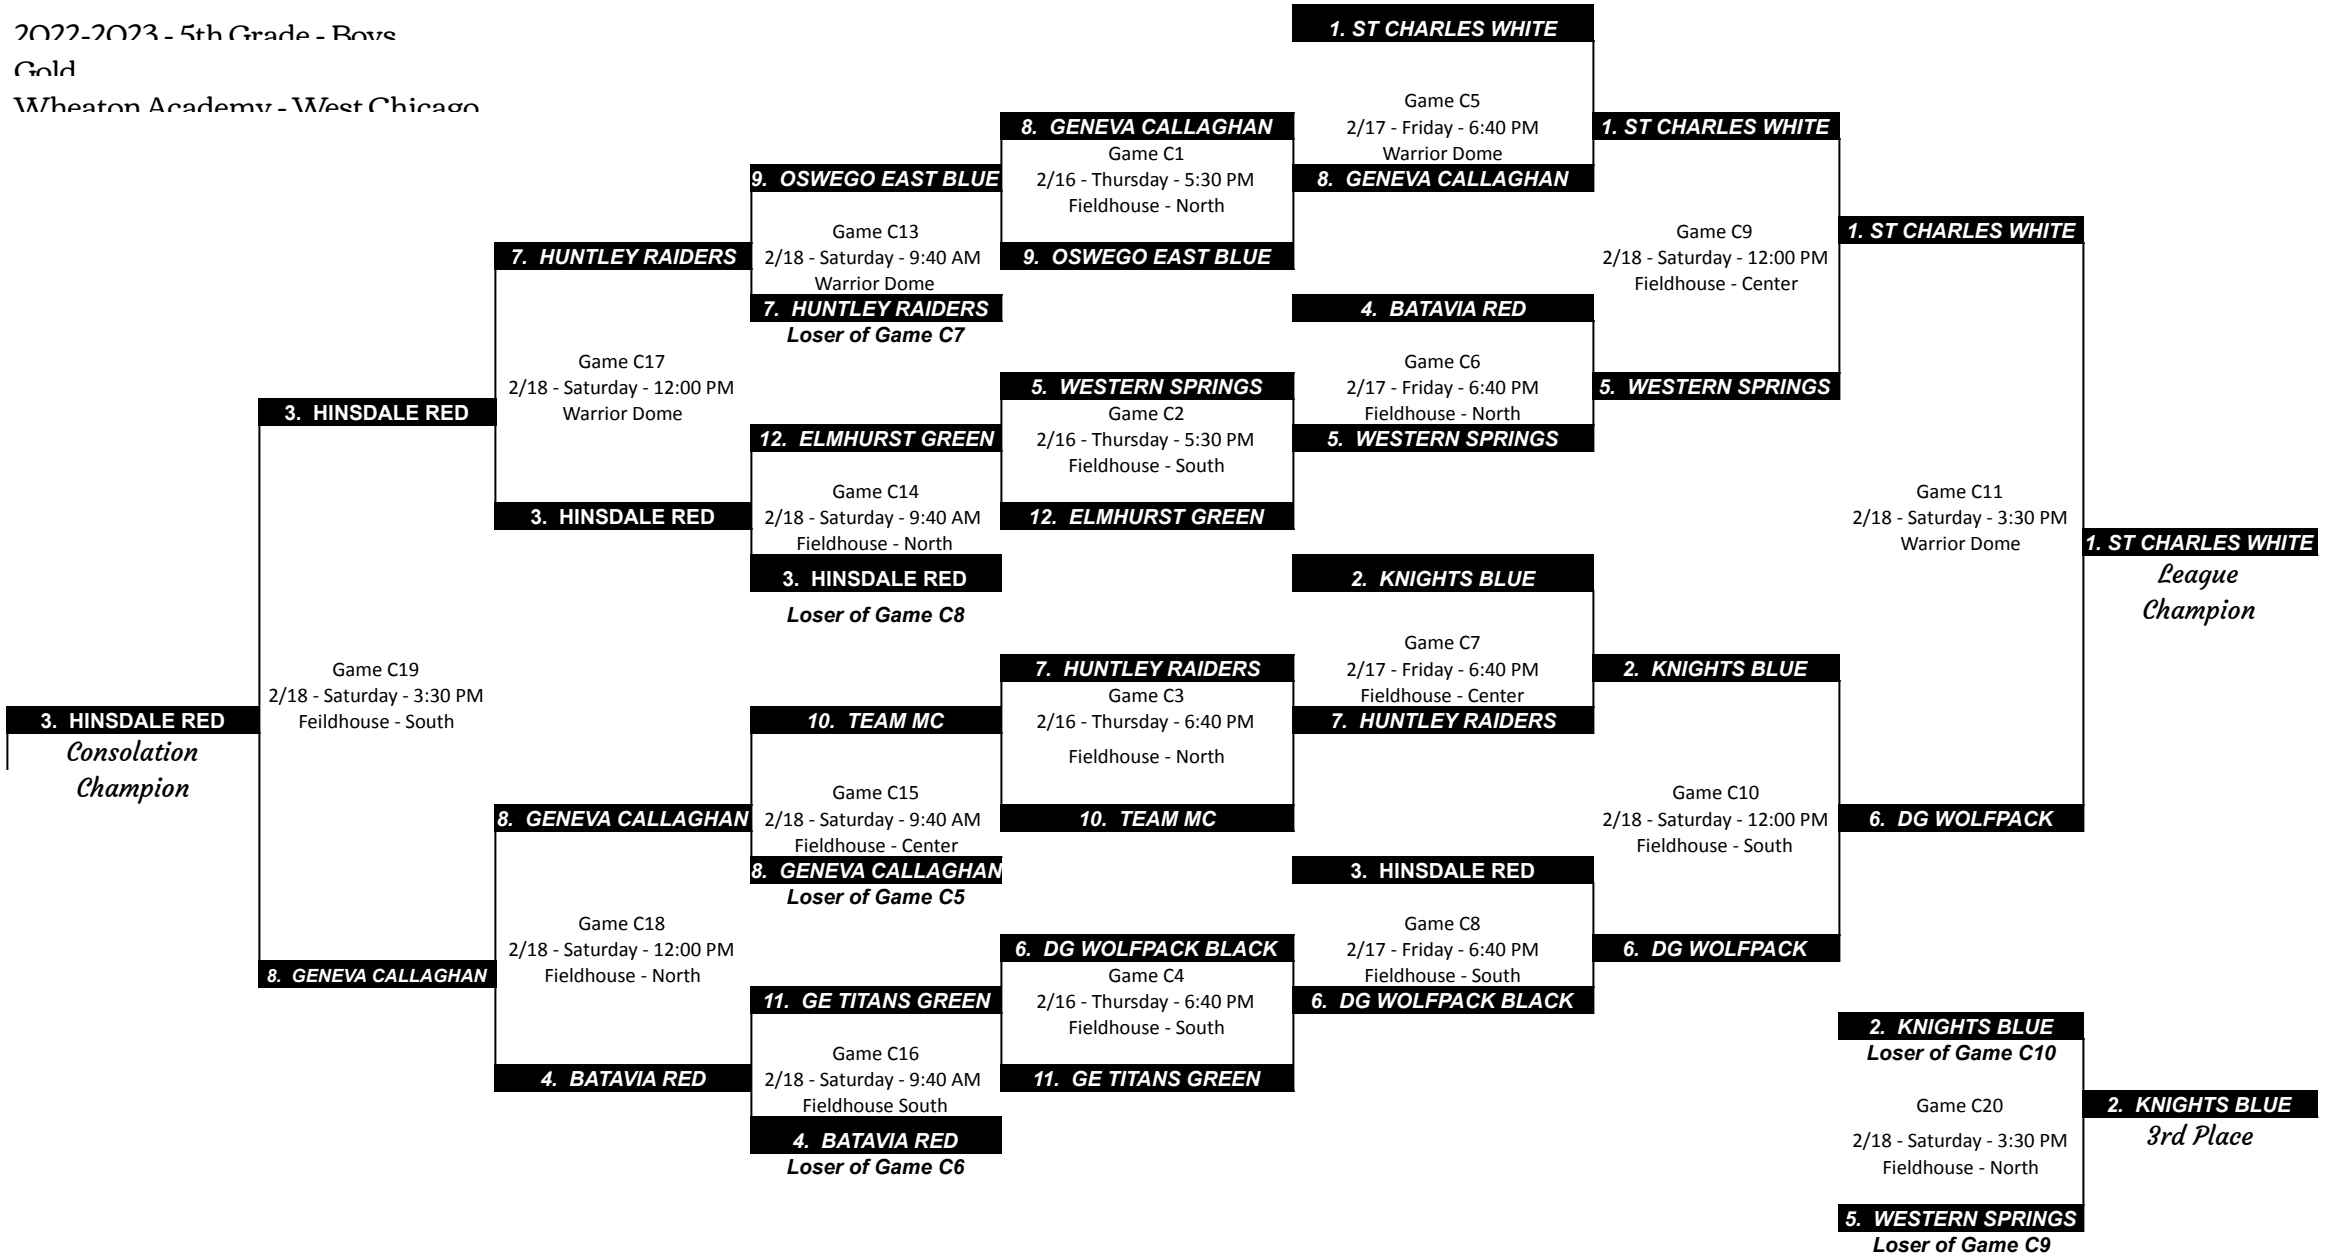 2022-2023 - 5th Grade - Boys
Gold
Wheaton Academy - West Chicago
3. HINSDALE RED
Consolation
Champion
3. HINSDALE RED
Game C19
2/18 - Saturday - 3:30 PM
Feildhouse - South
8. GENEVA CALLAGHAN
7. HUNTLEY RAIDERS
Game C17
2/18 - Saturday - 12:00 PM
Warrior Dome
3. HINSDALE RED
8. GENEVA CALLAGHAN
Game C18
2/18 - Saturday - 12:00 PM
Fieldhouse - North
4. BATAVIA RED
9. OSWEGO EAST BLUE
Game C13
2/18 - Saturday - 9:40 AM
Warrior Dome
7. HUNTLEY RAIDERS
Loser of Game C7
12. ELMHURST GREEN
Game C14
2/18 - Saturday - 9:40 AM
Fieldhouse - North
3. HINSDALE RED
Loser of Game C8
10. TEAM MC
Game C15
2/18 - Saturday - 9:40 AM
Fieldhouse - Center
8. GENEVA CALLAGHAN
Loser of Game C5
11. GE TITANS GREEN
Game C16
2/18 - Saturday - 9:40 AM
Fieldhouse South
4. BATAVIA RED
Loser of Game C6
8. GENEVA CALLAGHAN
Game C1
2/16 - Thursday - 5:30 PM
Fieldhouse - North
9. OSWEGO EAST BLUE
5. WESTERN SPRINGS
Game C2
2/16 - Thursday - 5:30 PM
Fieldhouse - South
12. ELMHURST GREEN
7. HUNTLEY RAIDERS
Game C3
2/16 - Thursday - 6:40 PM
Fieldhouse - North
10. TEAM MC
6. DG WOLFPACK BLACK
Game C4
2/16 - Thursday - 6:40 PM
Fieldhouse - South
11. GE TITANS GREEN
1. ST CHARLES WHITE
Game C5
2/17 - Friday - 6:40 PM
Warrior Dome
8. GENEVA CALLAGHAN
4. BATAVIA RED
Game C6
2/17 - Friday - 6:40 PM
Fieldhouse - North
5. WESTERN SPRINGS
2. KNIGHTS BLUE
Game C7
2/17 - Friday - 6:40 PM
Fieldhouse - Center
7. HUNTLEY RAIDERS
3. HINSDALE RED
Game C8
2/17 - Friday - 6:40 PM
Fieldhouse - South
6. DG WOLFPACK BLACK
1. ST CHARLES WHITE
Game C9
2/18 - Saturday - 12:00 PM
Fieldhouse - Center
5. WESTERN SPRINGS
2. KNIGHTS BLUE
Game C10
2/18 - Saturday - 12:00 PM
Fieldhouse - South
6. DG WOLFPACK
1. ST CHARLES WHITE
Game C11
2/18 - Saturday - 3:30 PM
Warrior Dome
6. DG WOLFPACK
1. ST CHARLES WHITE
League
Champion
2. KNIGHTS BLUE
Loser of Game C10
Game C20
2/18 - Saturday - 3:30 PM
Fieldhouse - North
5. WESTERN SPRINGS
Loser of Game C9
2. KNIGHTS BLUE
3rd Place